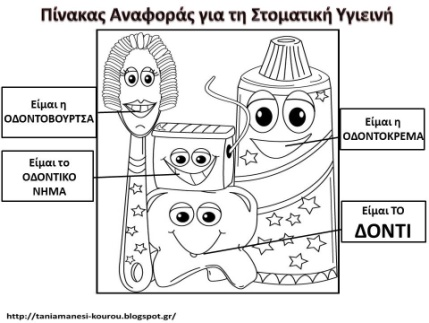 Πίνακας Αναφοράς για τη Στοματική Υγιεινή
Είμαι η
ΟΔΟΝΤΟΒΟΥΡΤΣΑ
Είμαι η
ΟΔΟΝΤΟΚΡΕΜΑ
Είμαι το
ΟΔΟΝΤΙΚΟ
ΝΗΜΑ
Είμαι ΤΟ
ΔΟΝΤΙ
http://taniamanesi-kourou.blogspot.gr/